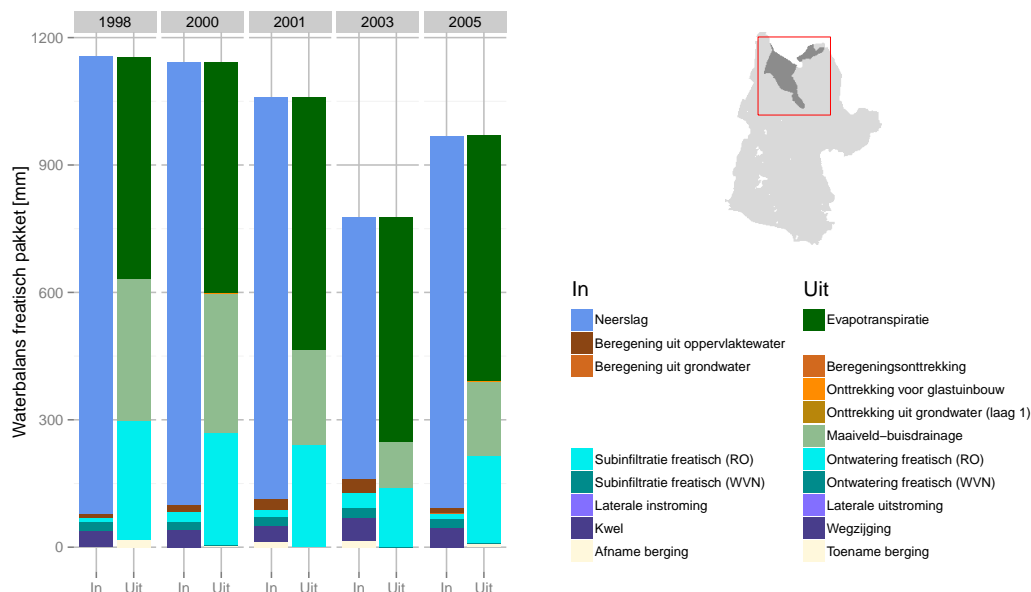 1998 2000 2001 2003 2005
1200
900
600
300
0
Waterbalans freatisch pakket [mm]
In Uit In Uit In Uit In Uit In Uit
In
Neerslag
Beregening uit oppervlaktewater
Beregening uit grondwater
Subinfiltratie freatisch (RO)
Subinfiltratie freatisch (WVN)
Laterale instroming
Kwel
Afname berging
Uit
Evapotranspiratie
Beregeningsonttrekking
Onttrekking voor glastuinbouw
Onttrekking uit grondwater (laag 1)
Maaiveld−buisdrainage
Ontwatering freatisch (RO)
Ontwatering freatisch (WVN)
Laterale uitstroming
Wegzijging
Toename berging